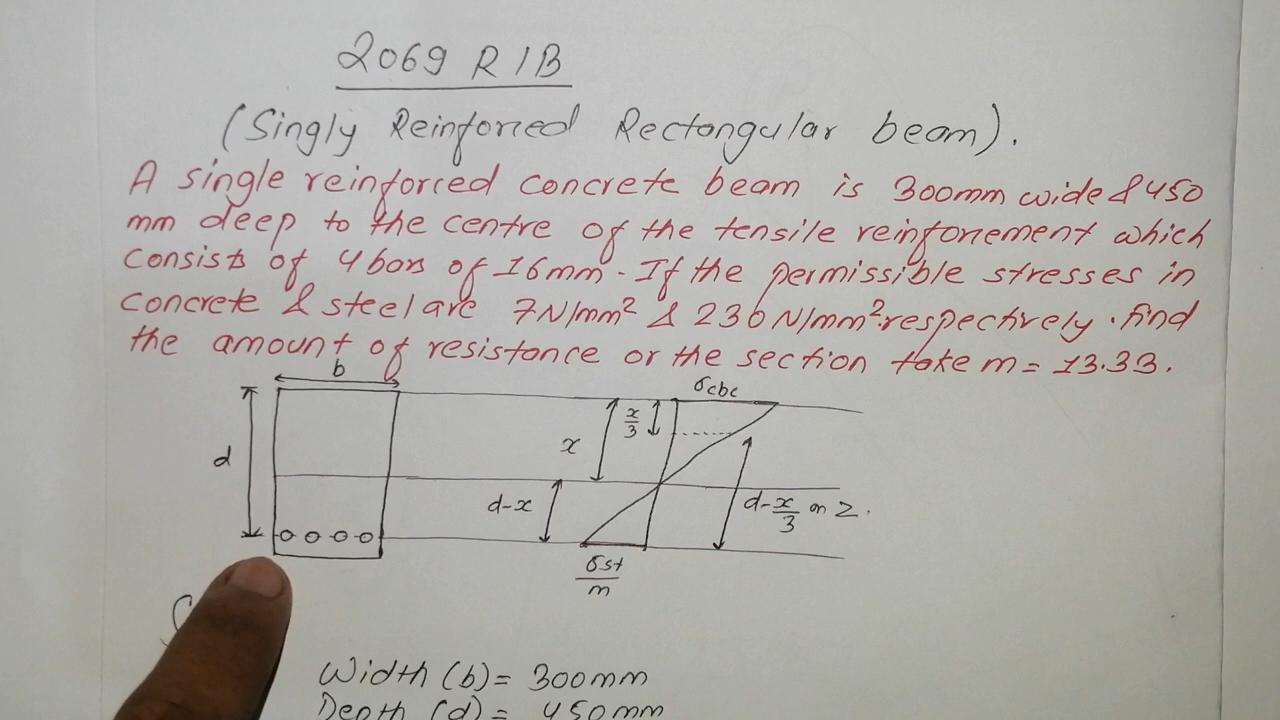 2069 R/B
(Singly Reinforced Rectangular beam).
A single reinforced concrete beam is 300mm wide & 450
mm deep to the centre of the tensile reinforcement which
consists of 4 bars of 16mm. If the permissible stresses in
concrete & steel are 7N/mm² & 230N/mm² respectively. find
the amount of resistance or the section take m = 13.33.
b
σcbc
d
x
x/3
d-x
d-x/3 or Z.
σst/m
Width (b) = 300mm
Depth (d) = 450mm